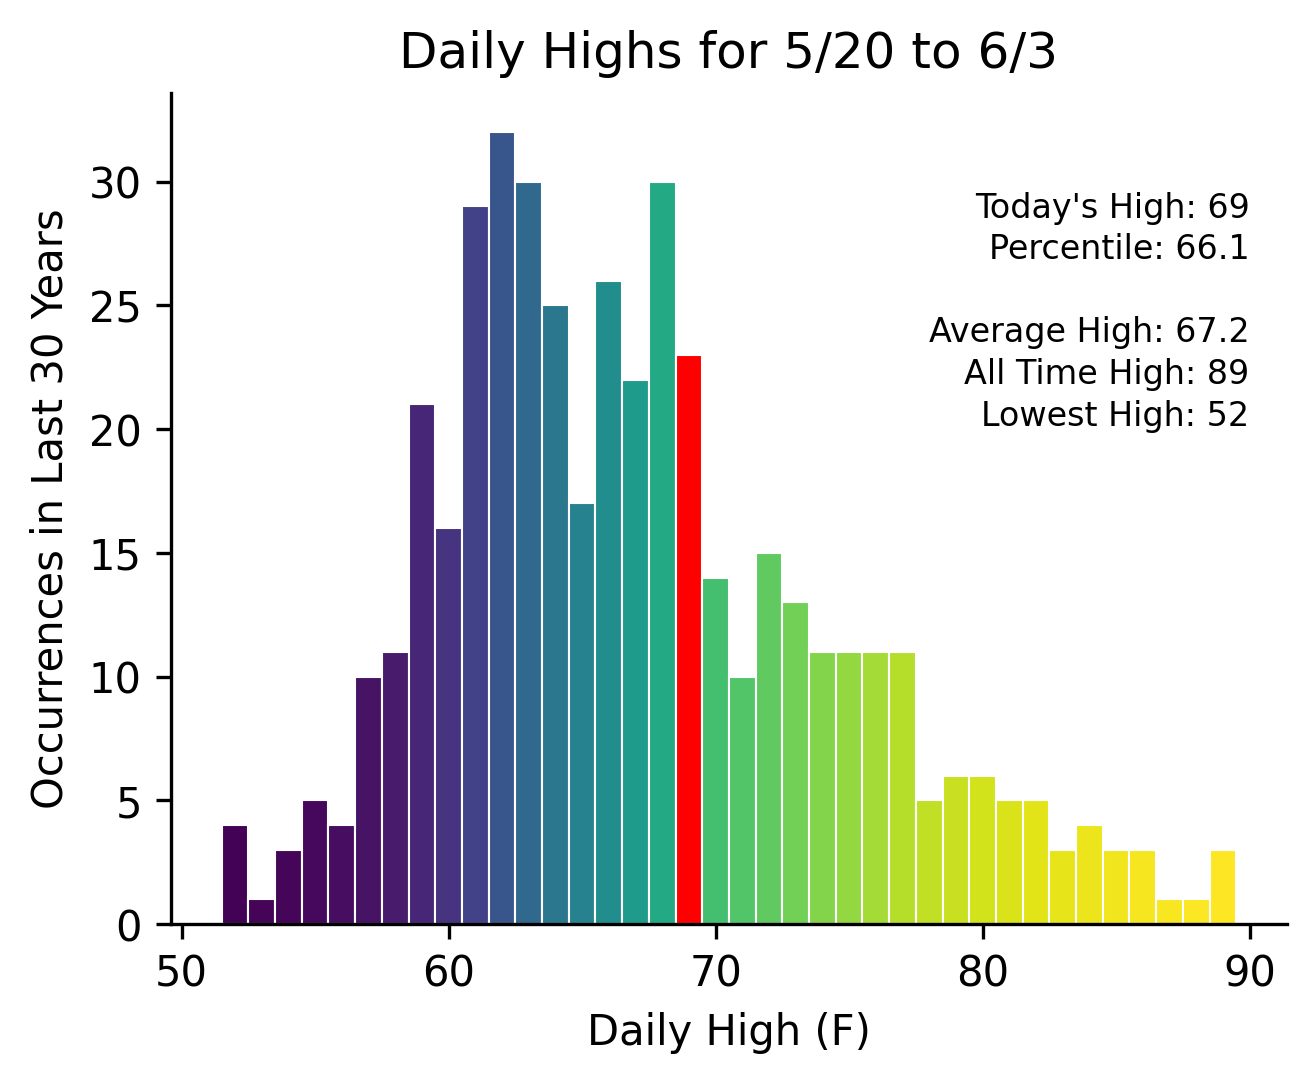 Daily Highs for 5/20 to 6/3
Occurrences in Last 30 Years
30
25
20
15
10
5
0
Today's High: 69
Percentile: 66.1
Average High: 67.2
All Time High: 89
Lowest High: 52
50 60 70 80 90
Daily High (F)